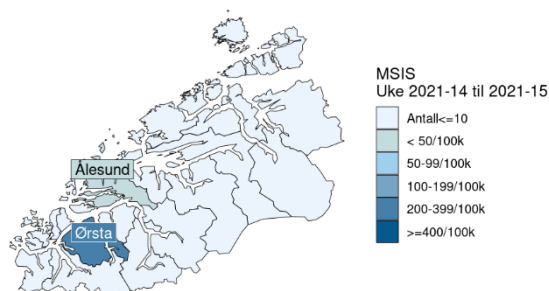 MSIS
Uke 2021-14 til 2021-15
Antall<=10
< 50/100k
50-99/100k
100-199/100k
200-399/100k
>=400/100k
Ålesund
Ørsta